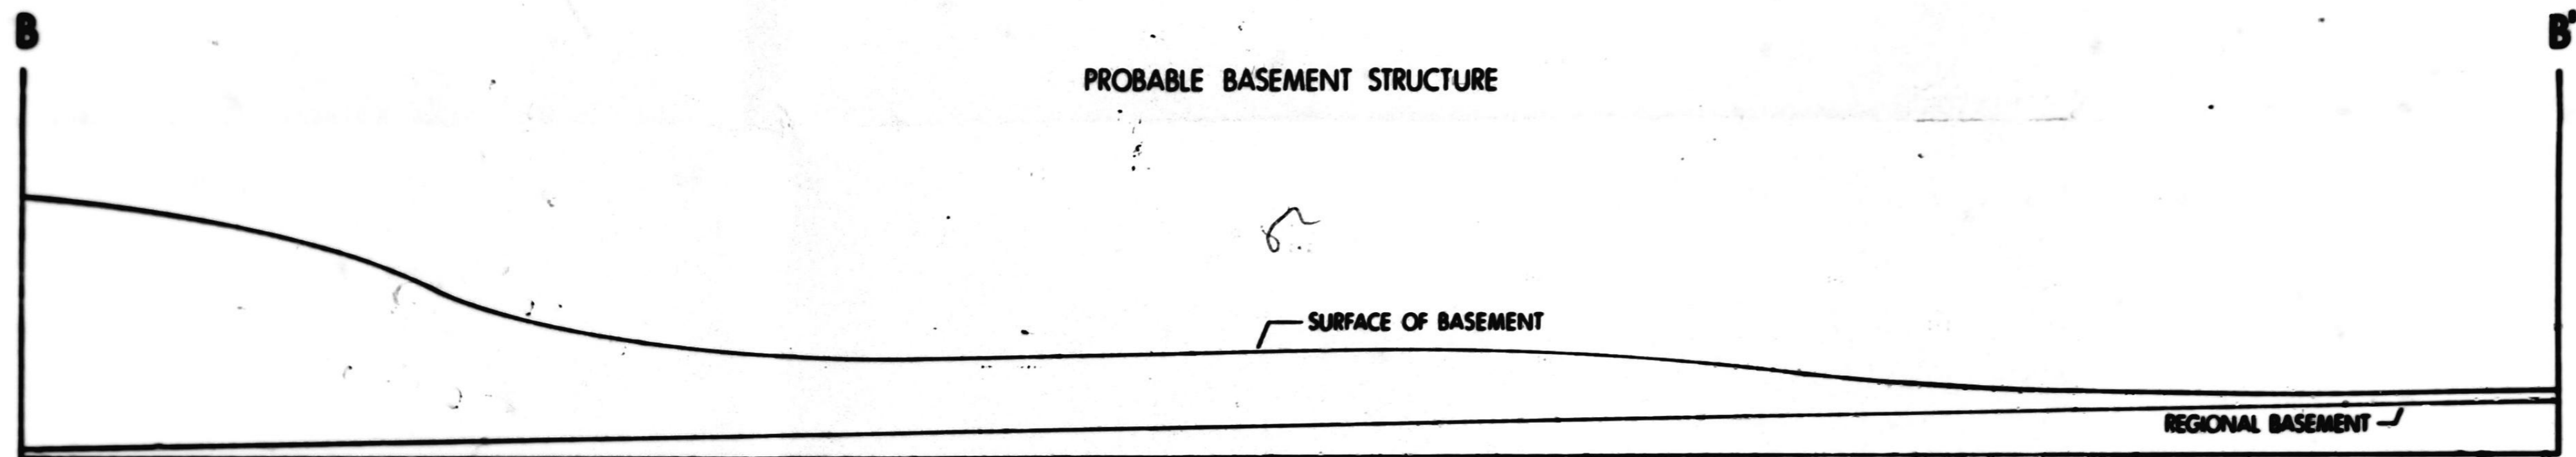 B
B'
PROBABLE BASEMENT STRUCTURE
SURFACE OF BASEMENT
REGIONAL BASEMENT